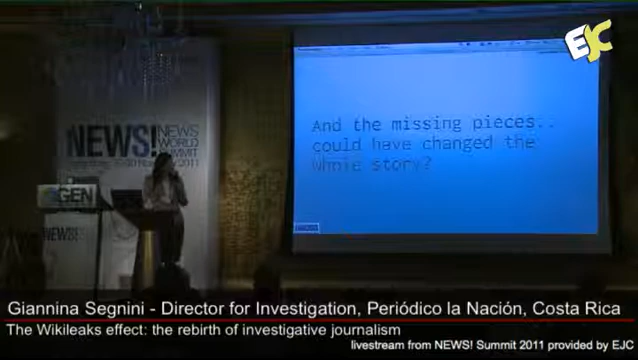 EJC
And the missing pieces..
could have changed the
whole story?
NEWS!
NEWS
WORLD
SUMMIT
2011
GEN
NEWS!
Giannina Segnini - Director for Investigation, Periódico la Nación, Costa Rica
The Wikileaks effect: the rebirth of investigative journalism
livestream from NEWS! Summit 2011 provided by EJC